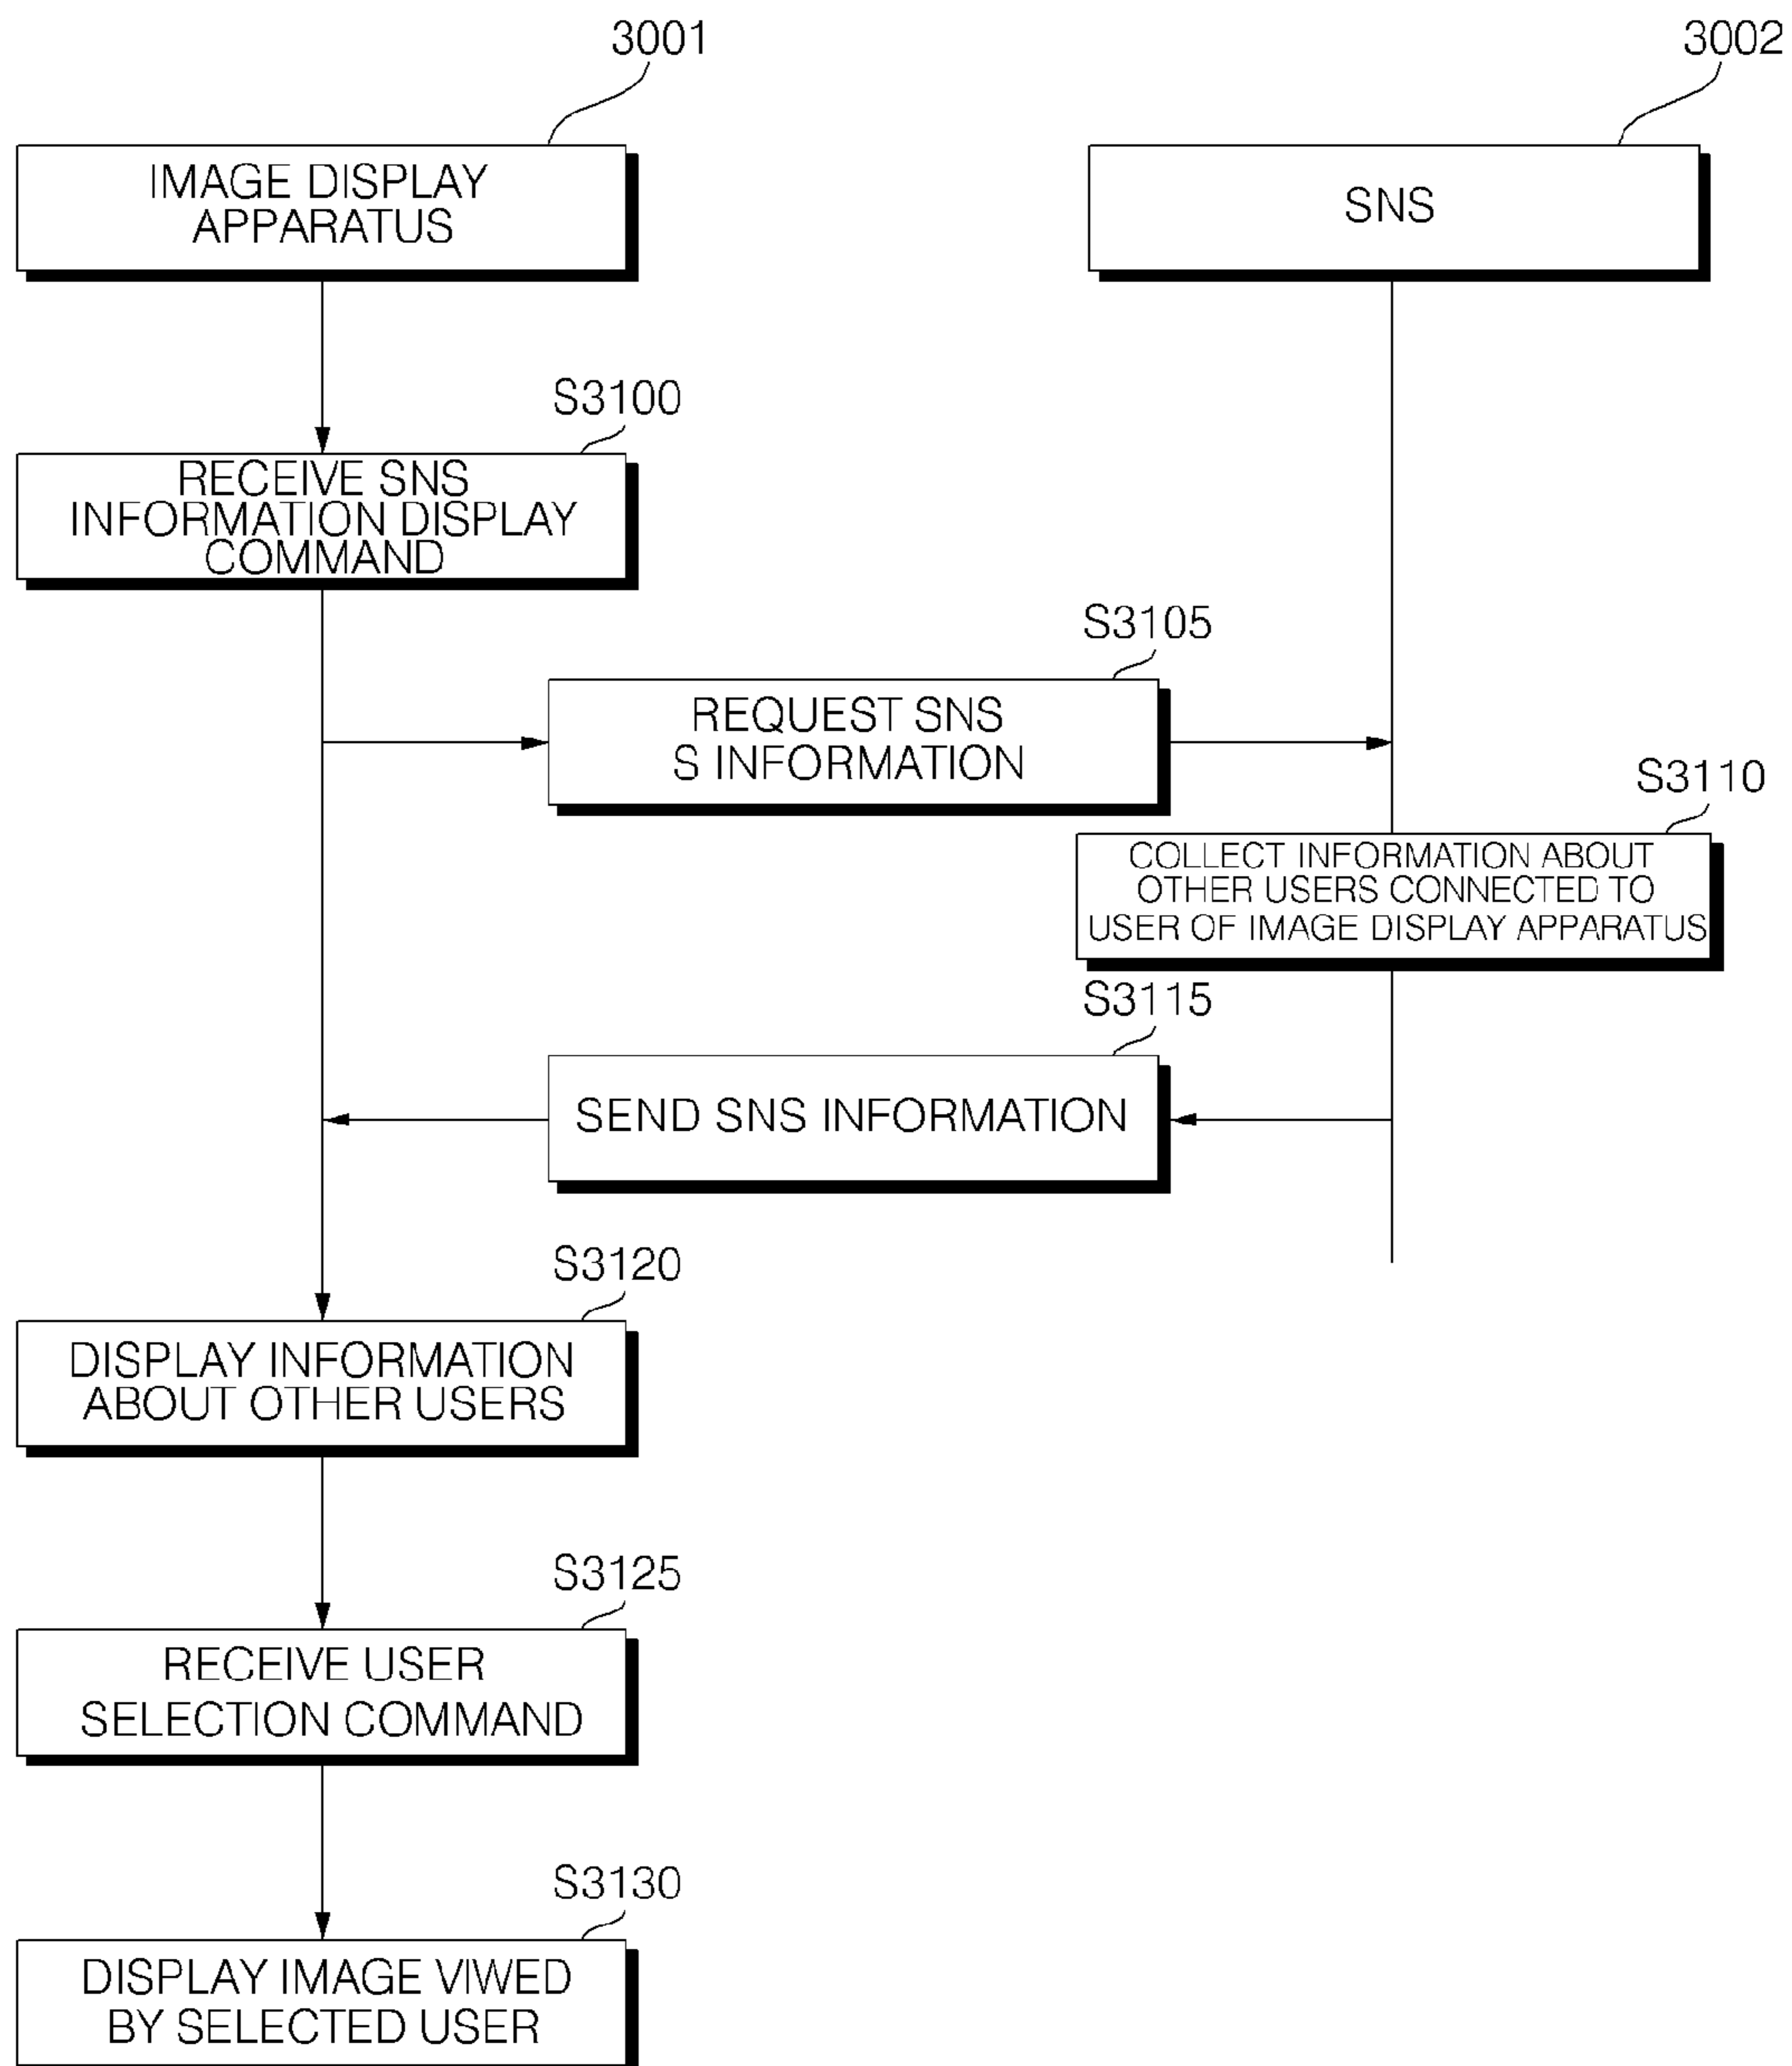 3001
3002
IMAGE DISPLAY
APPARATUS
SNS
S3100
RECEIVE SNS
INFORMATION DISPLAY
COMMAND
S3105
REQUEST SNS
S INFORMATION
S3110
COLLECT INFORMATION ABOUT
OTHER USERS CONNECTED TO
USER OF IMAGE DISPLAY APPARATUS
S3115
SEND SNS INFORMATION
S3120
DISPLAY INFORMATION
ABOUT OTHER USERS
S3125
RECEIVE USER
SELECTION COMMAND
S3130
DISPLAY IMAGE VIWED
BY SELECTED USER